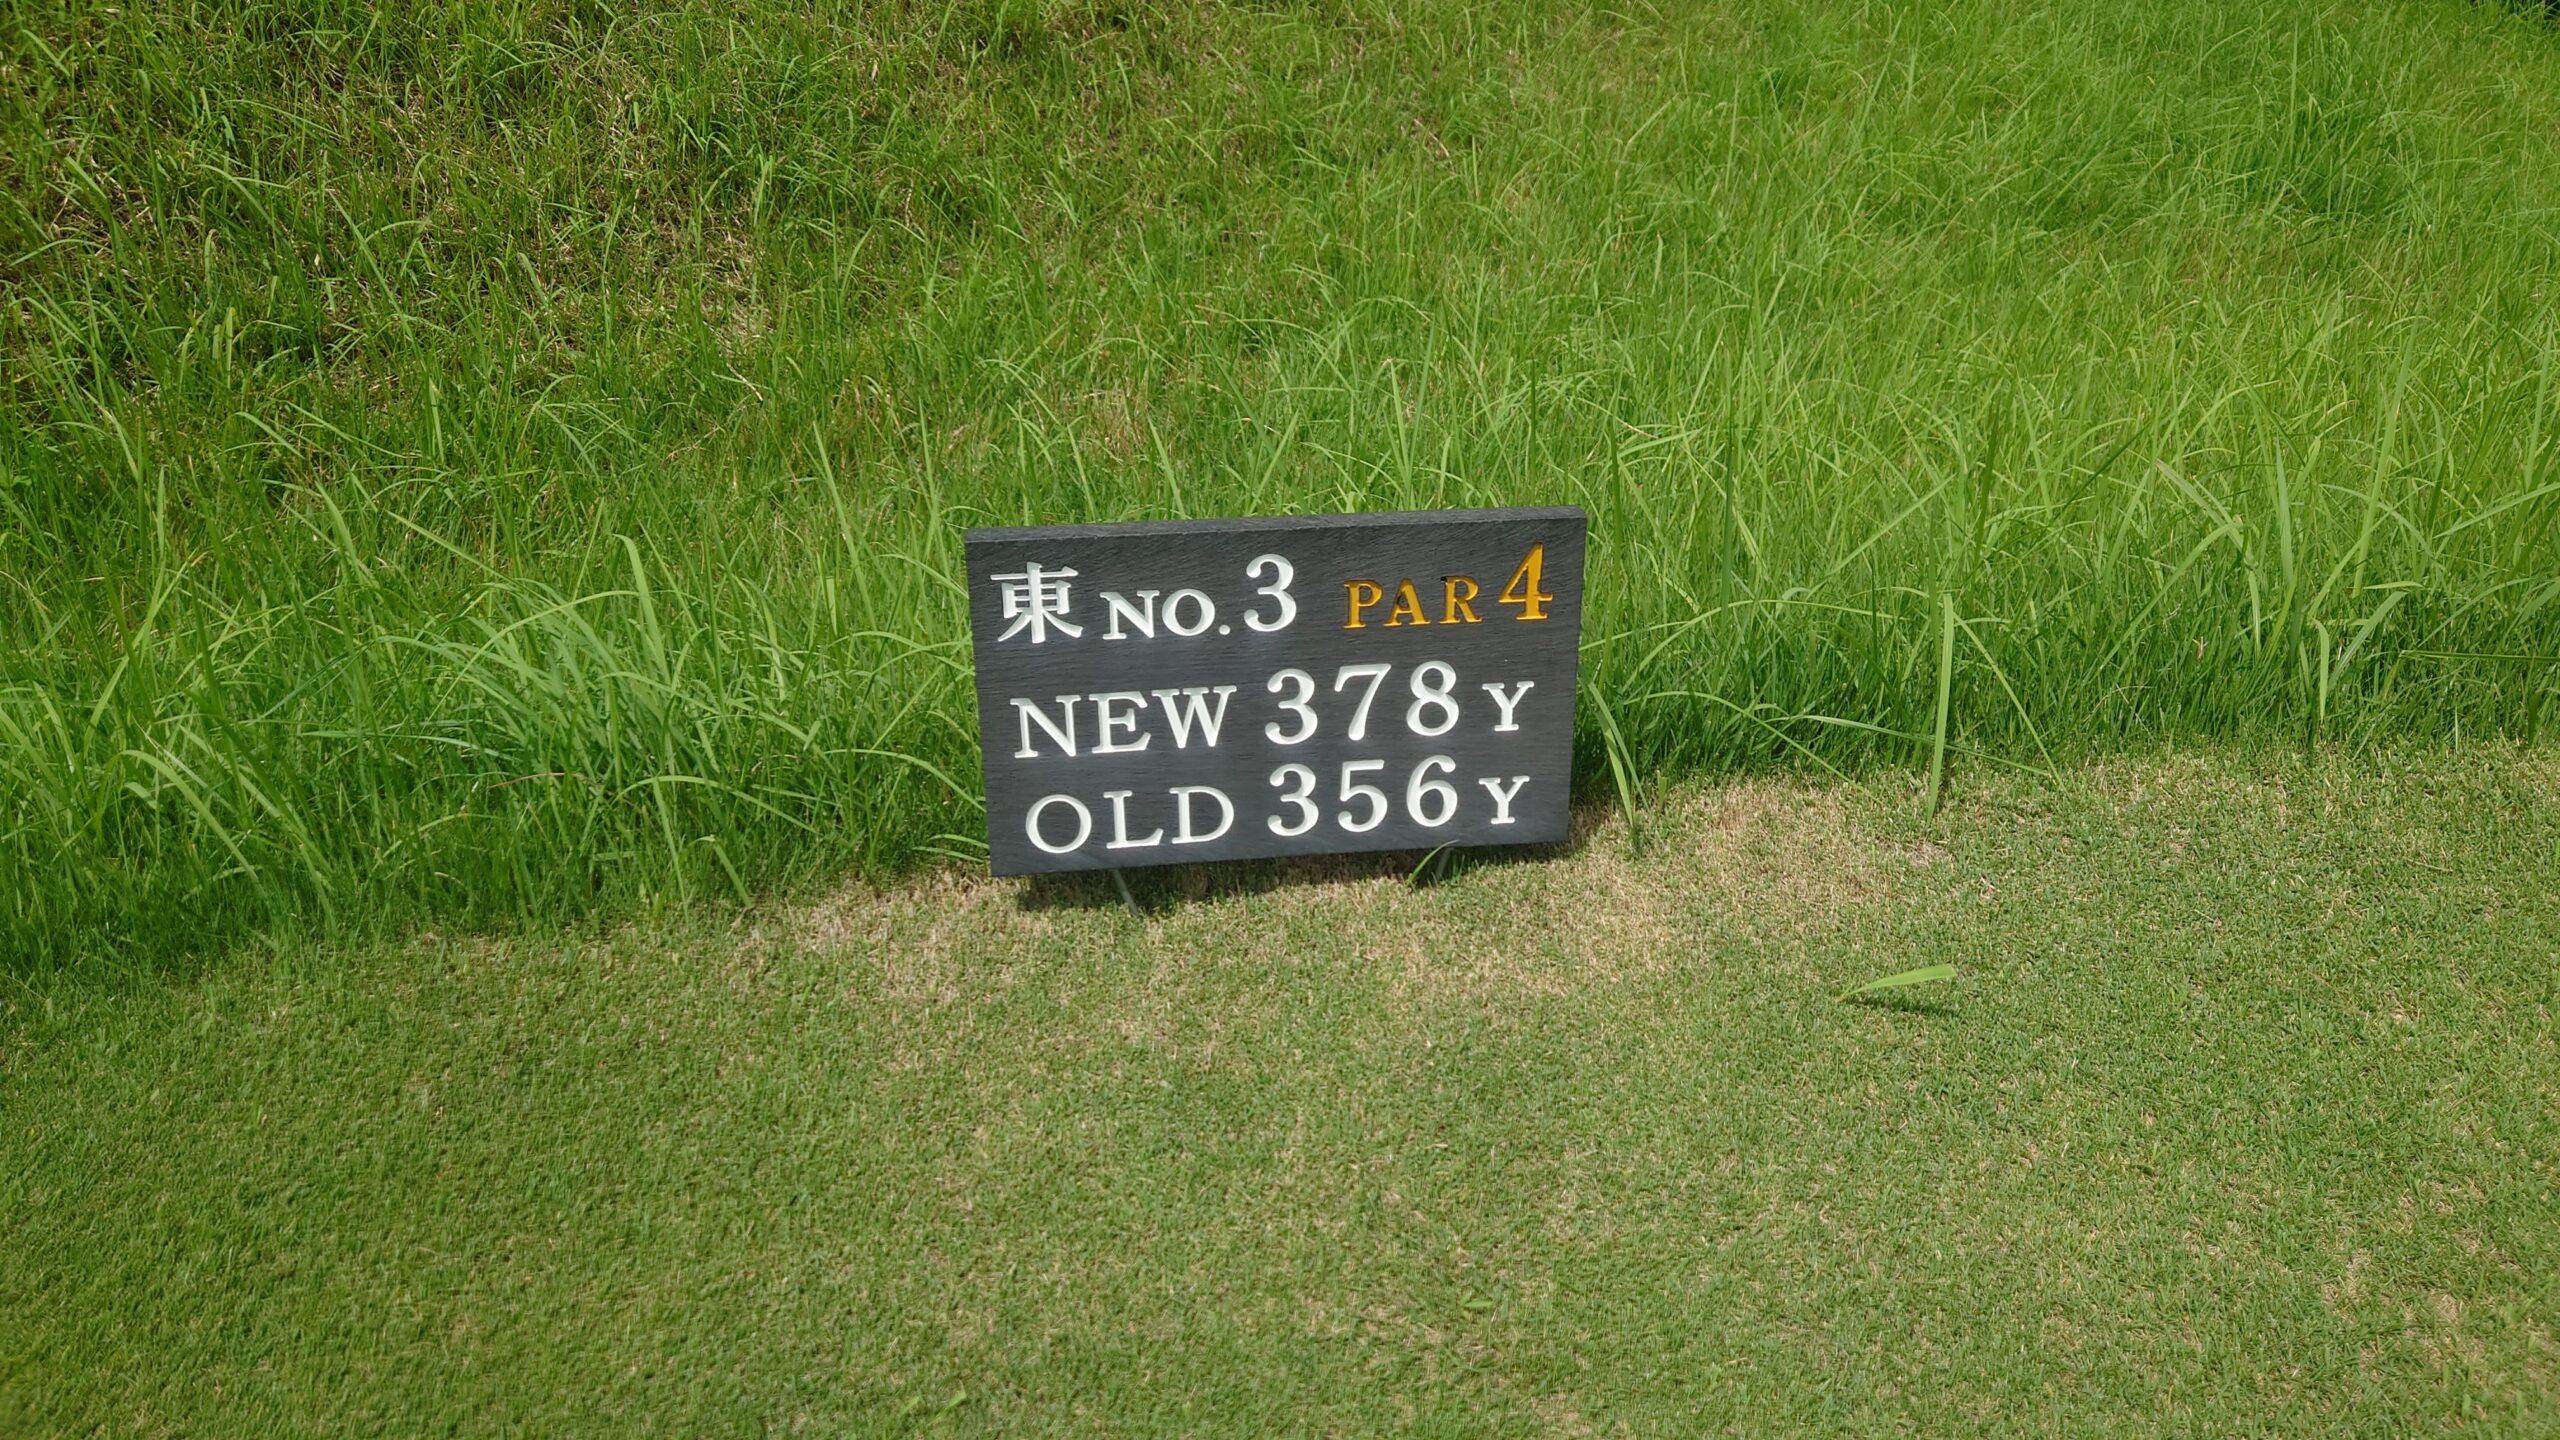 東 NO.3 PAR 4
NEW 378 Y
OLD 356 Y